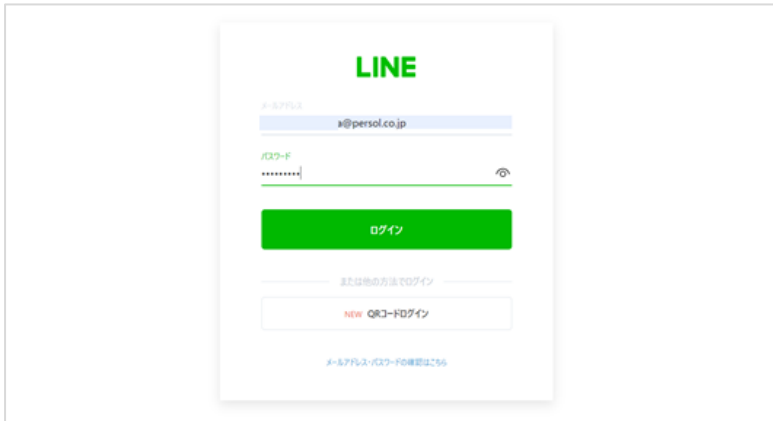 LINE
メールアドレス
a@persol.co.jp
パスワード
•••••••••
ログイン
または他の方法でログイン
NEW QRコードログイン
メールアドレス・パスワードの確認はこちら